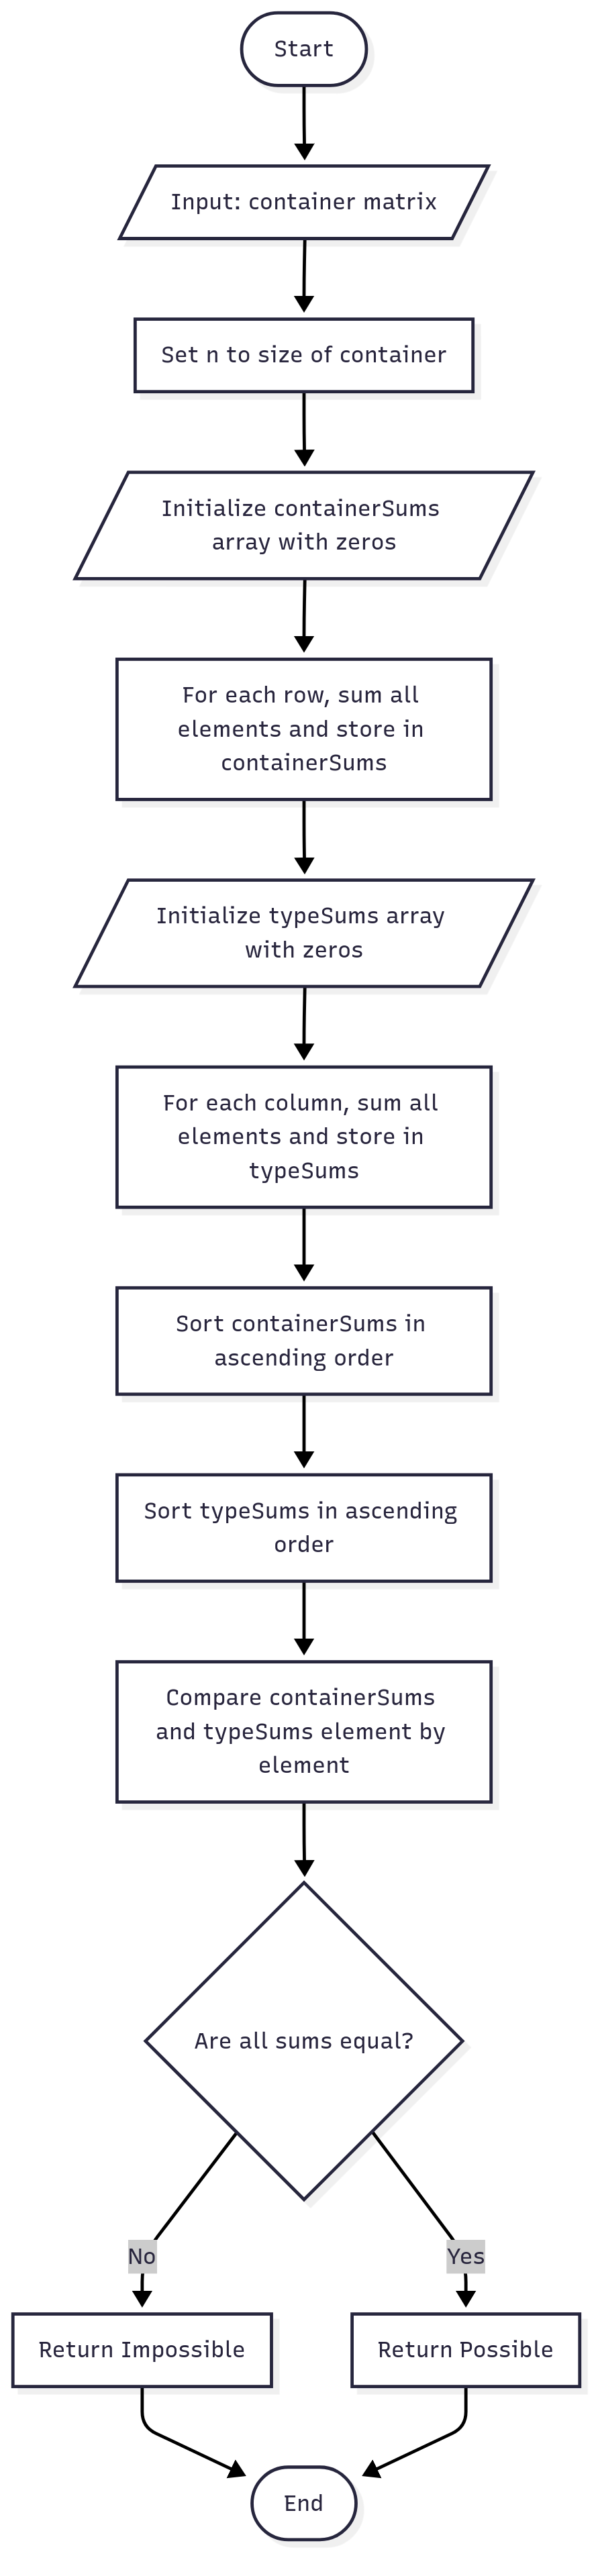 Start
Input: container matrix
Set n to size of container
Initialize containerSums
array with zeros
For each row, sum all
elements and store in
containerSums
Initialize typeSums array
with zeros
For each column, sum all
elements and store in
typeSums
Sort containerSums in
ascending order
Sort typeSums in ascending
order
Compare containerSums
and typeSums element by
element
Are all sums equal?
No
Yes
Return Impossible
Return Possible
End